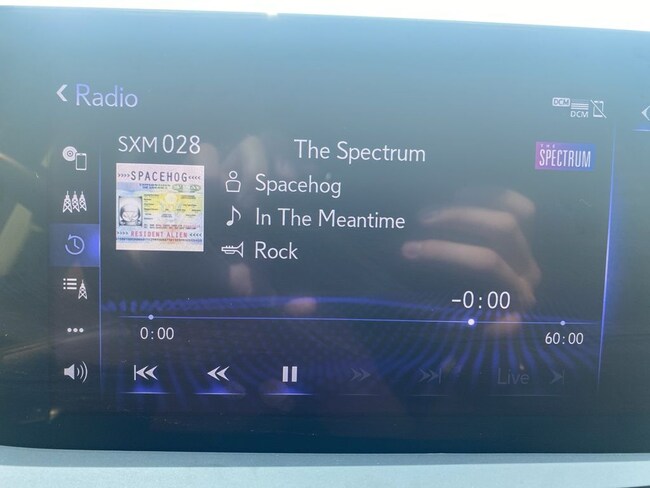 Radio
DCM
DCM
SXM 028
The Spectrum
THE
SPECTRUM
SPACEHOG
RESIDENT ALIEN
Spacehog
In The Meantime
Rock
-0:00
0:00
60:00
Live